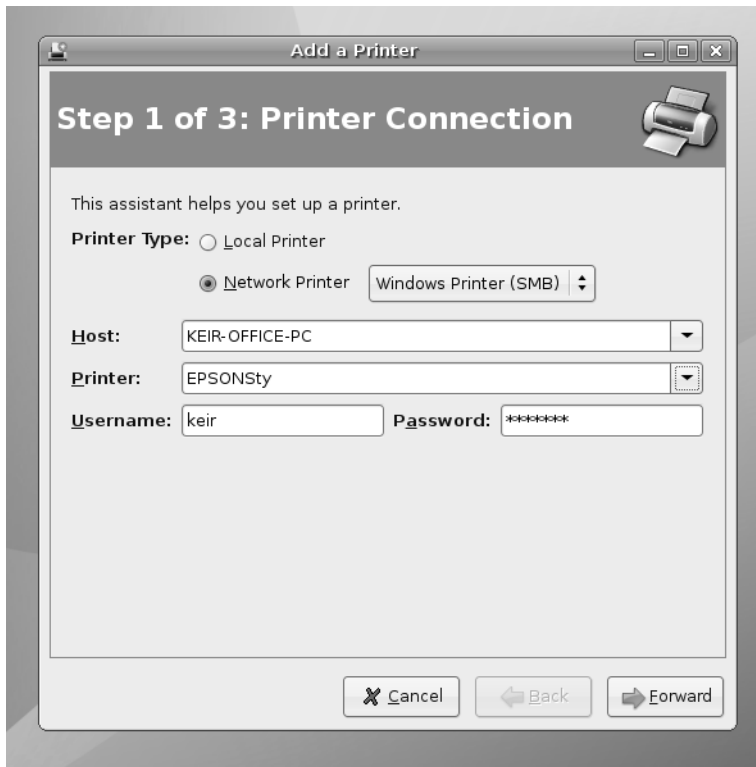 Add a Printer
Step 1 of 3: Printer Connection
This assistant helps you set up a printer.
Printer Type: Local Printer
Network Printer Windows Printer (SMB)
Host: KEIR-OFFICE-PC
Printer: EPSONSty
Username: keir Password: *******
Cancel Back Forward